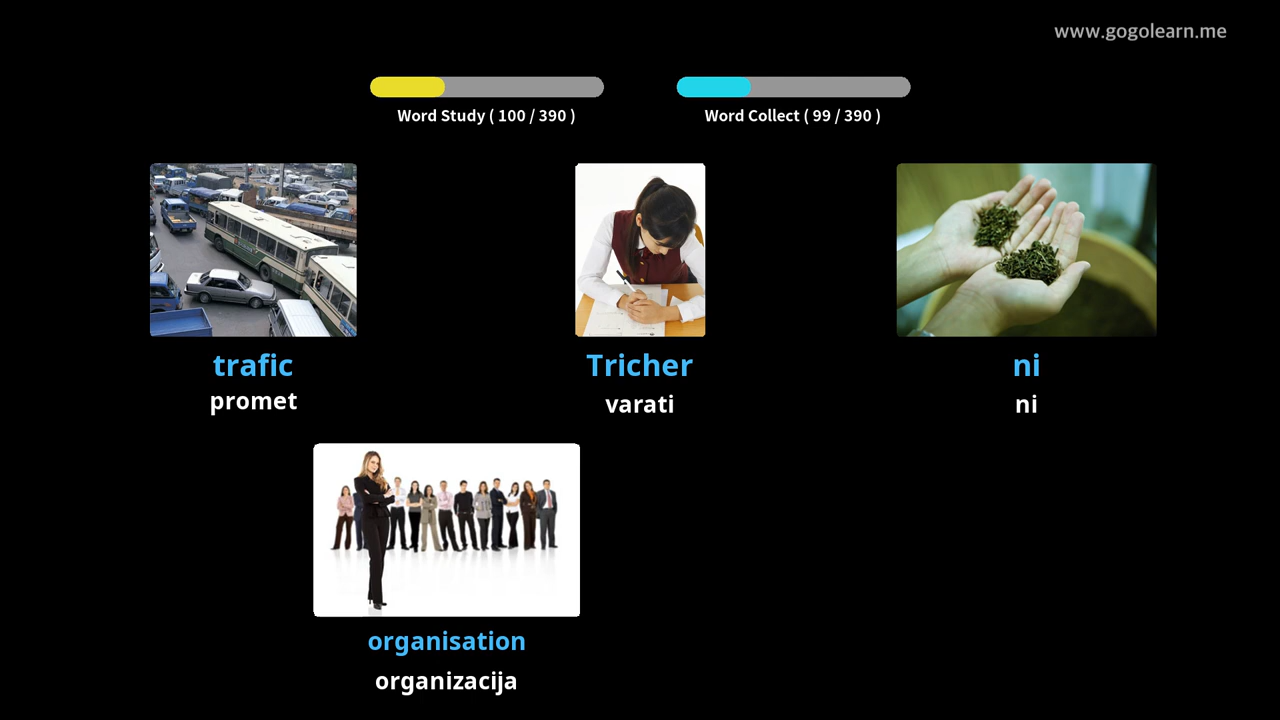 www.gogolearn.me
Word Study ( 100 / 390 )
Word Collect ( 99 / 390 )
trafic
promet
Tricher
varati
ni
ni
organisation
organizacija